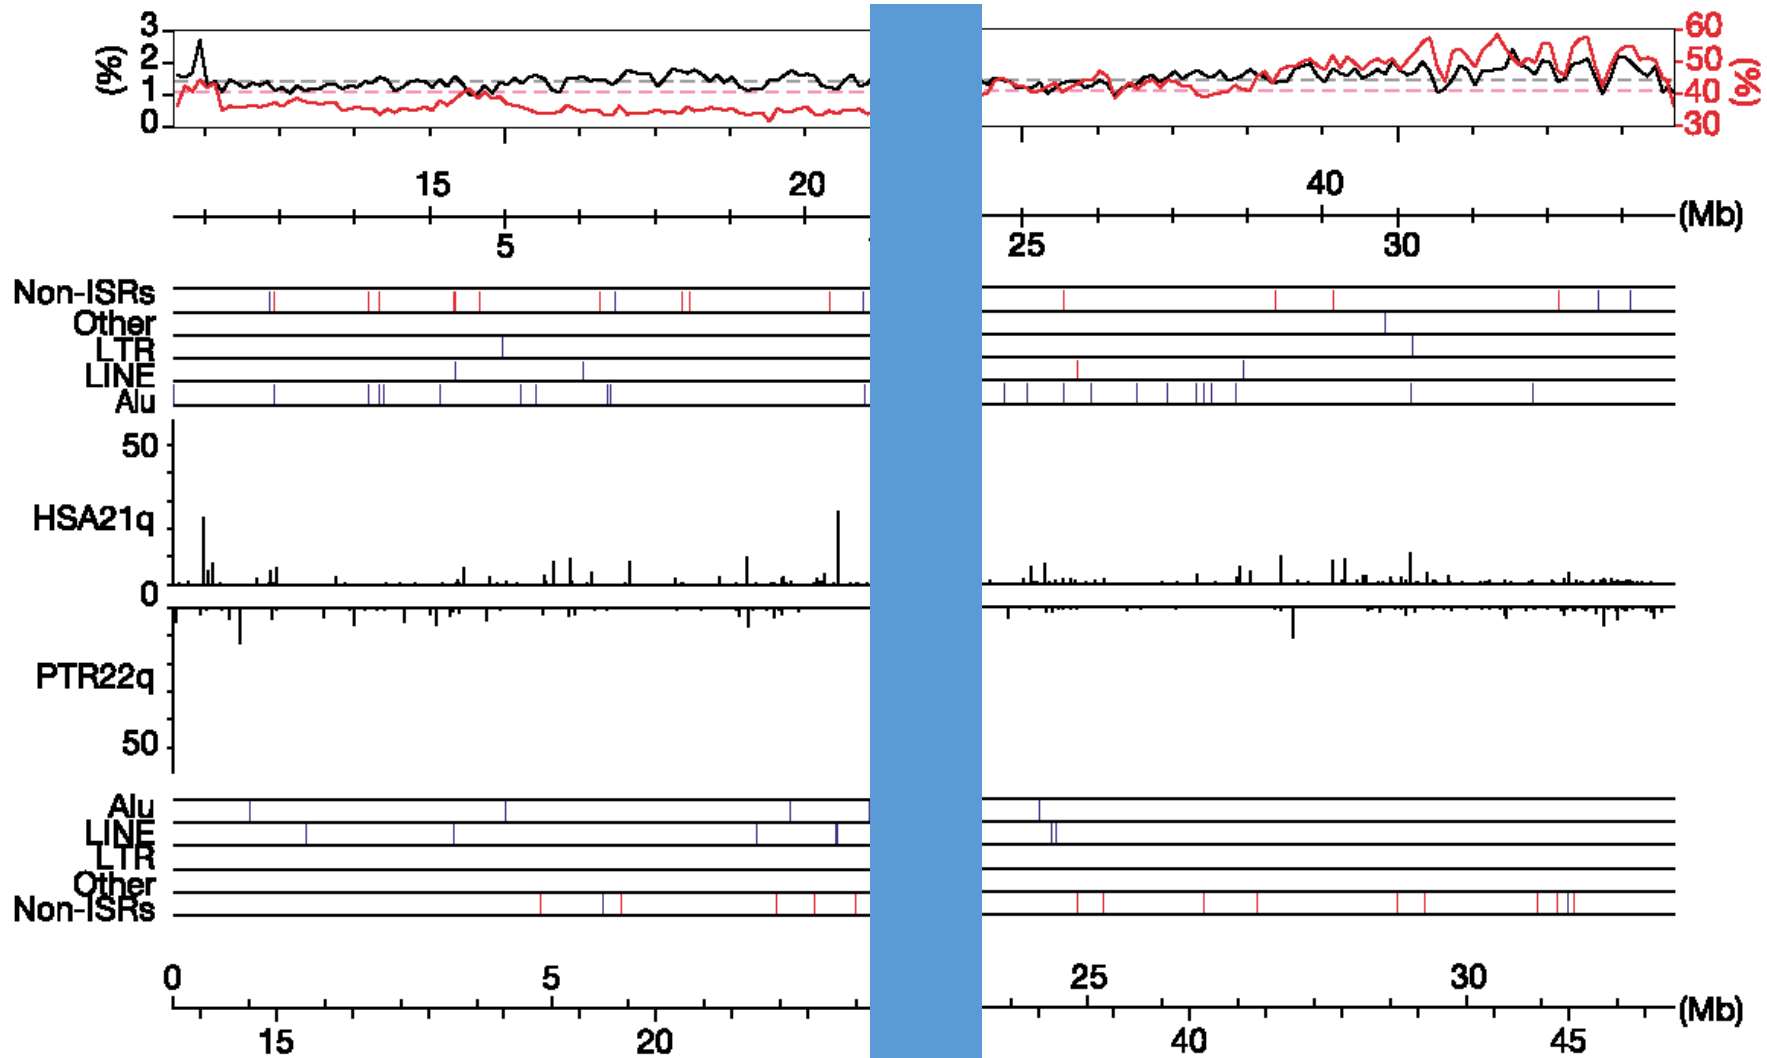 3
2
1
0
(%)
60
50
40
30
(%)
15 20 40
(Mb)
5 25 30
Non-ISRs
Other
LTR
LINE
Alu
50
HSA21q
0
PTR22q
50
Alu
LINE
LTR
Other
Non-ISRs
0 5 25 30
(Mb)
15 20 40 45